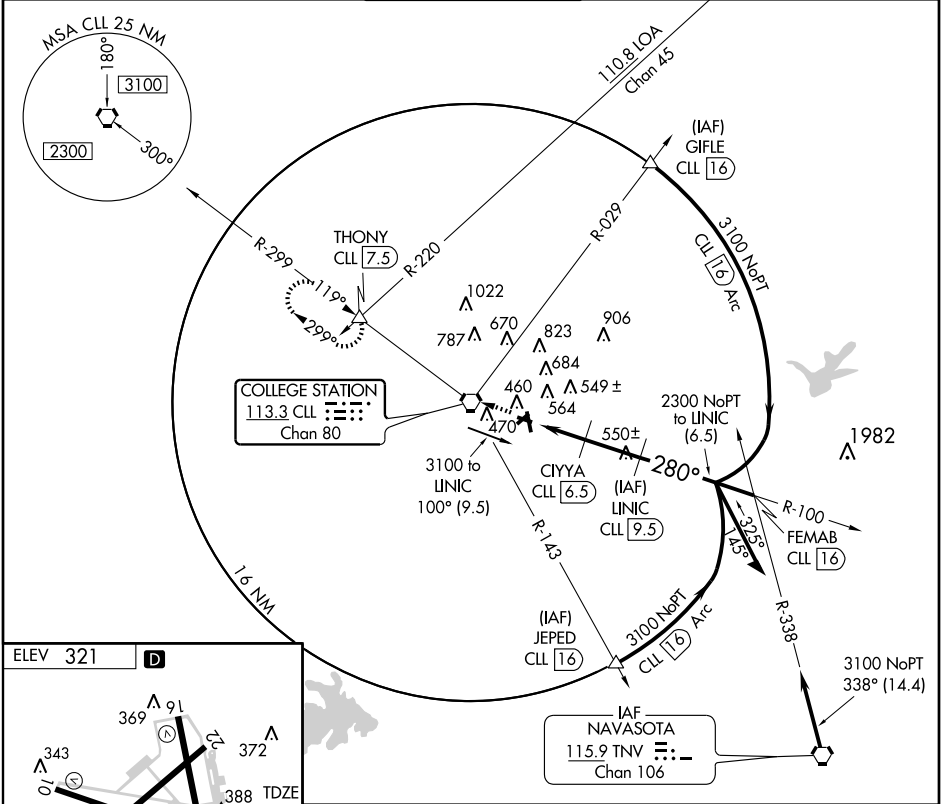 MSA CLL 25 NM
180°
3100
2300
300°
110.8 LOA
Chan 45
(IAF)
GIFLE
CLL 16
R-029
3100 NoPT
CLL 16 Arc
R-299
THONY
CLL 7.5
R-220
119°
299°
1022
787
670
823
906
684
549 ±
460
564
470
COLLEGE STATION
113.3 CLL
Chan 80
3100 to
LINIC
100° (9.5)
CIYYA
CLL 6.5
550±
(IAF)
LINIC
CLL 9.5
280°
2300 NoPT
to LINIC
(6.5)
1982
R-100
FEMAB
CLL 16
325°
145°
R-143
R-338
16 NM
(IAF)
JEPED
CLL 16
3100 NoPT
CLL 16 Arc
3100 NoPT
338° (14.4)
IAF
NAVASOTA
115.9 TNV
Chan 106
ELEV 321 D
369
16
V
22
372
343
V
10
388
TDZE